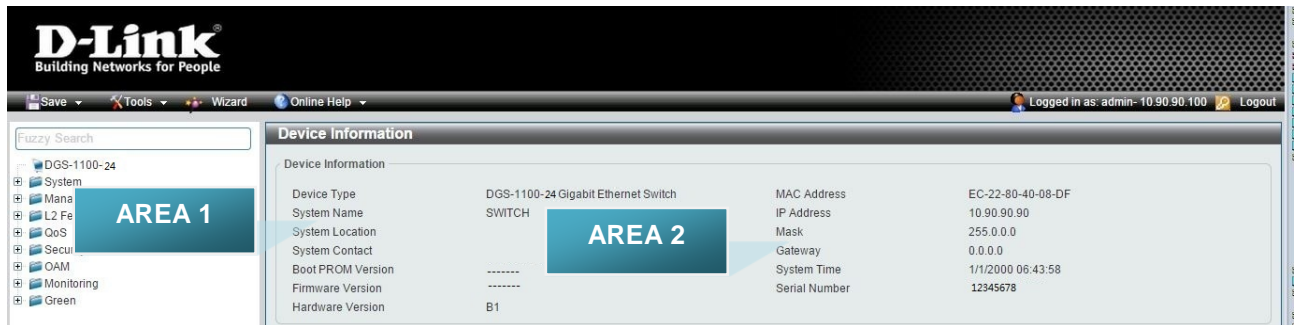 D-Link®
Building Networks for People
Save Tools Wizard Online Help Logged in as: admin- 10.90.90.100 Logout
Fuzzy Search
DGS-1100-24
System
Mana
L2 Fe
QoS
Secu
OAM
Monitoring
Green
AREA 1
Device Information
Device Information
Device Type DGS-1100-24 Gigabit Ethernet Switch MAC Address EC-22-80-40-08-DF
System Name SWITCH IP Address 10.90.90.90
System Location Mask 255.0.0.0
System Contact Gateway 0.0.0.0
Boot PROM Version ------- System Time 1/1/2000 06:43:58
Firmware Version ------- Serial Number 12345678
Hardware Version B1
AREA 2